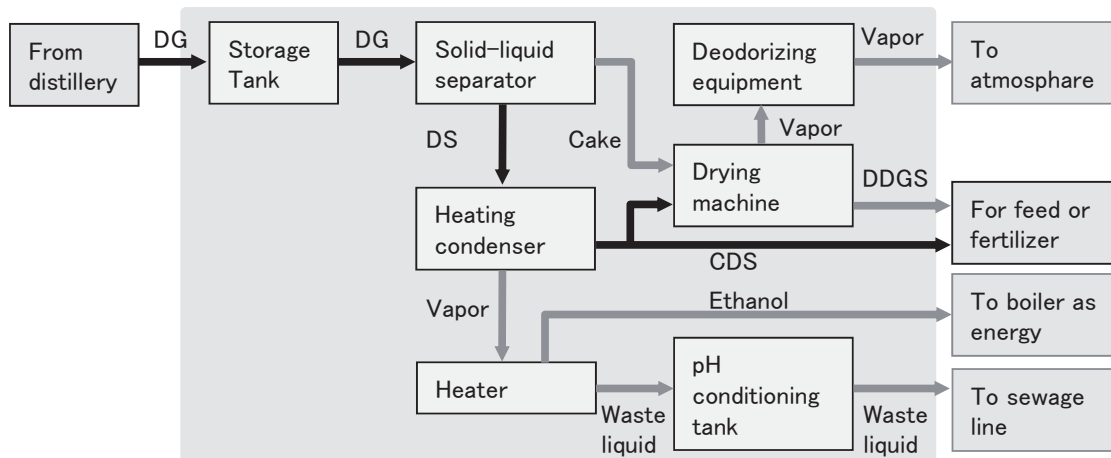 From
distillery
DG
Storage
Tank
DG
Solid-liquid
separator
Deodorizing
equipment
Vapor
To
atmosphare
DS
Cake
Vapor
Drying
machine
DDGS
Heating
condenser
For feed or
fertilizer
CDS
Vapor
Ethanol
To boiler as
energy
Heater
Waste
liquid
pH
conditioning
tank
Waste
liquid
To sewage
line